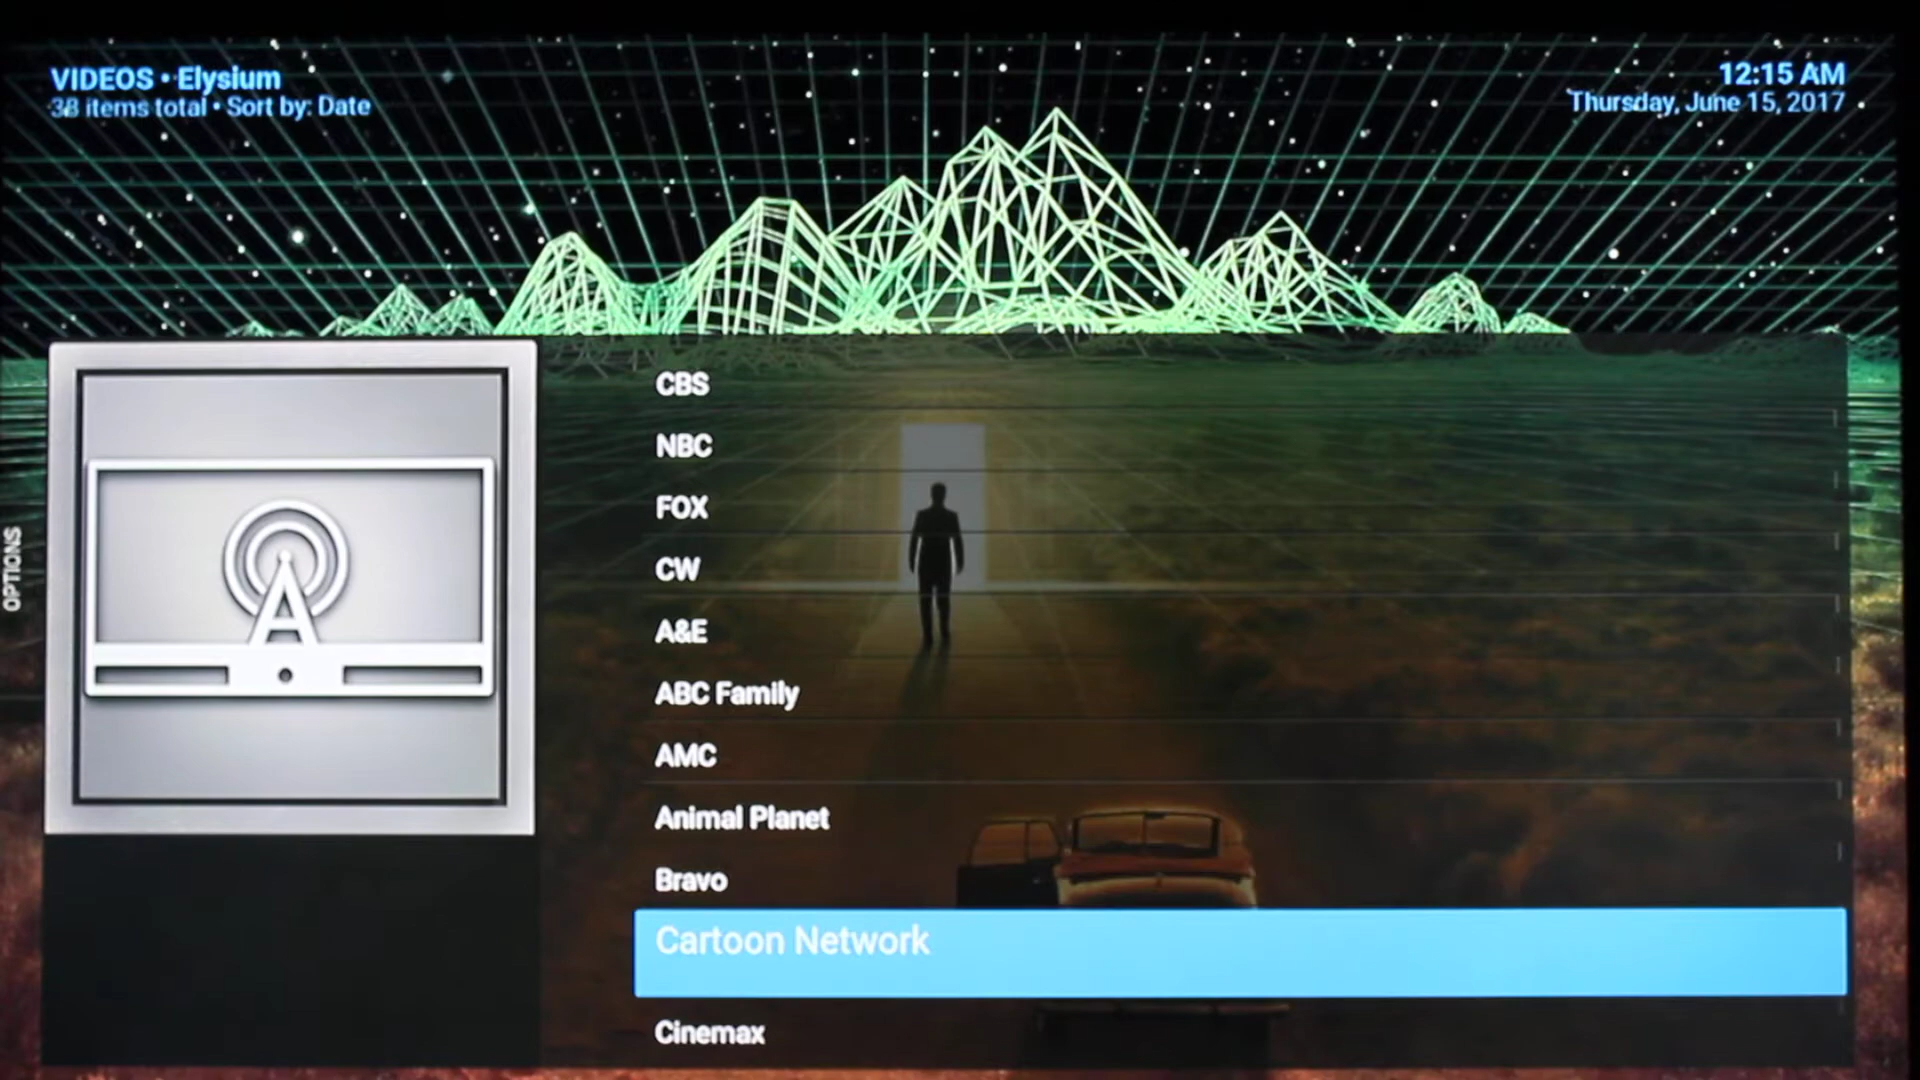 VIDEOS • Elysium
38 items total • Sort by: Date
12:15 AM
Thursday, June 15, 2017
OPTIONS
CBS
NBC
FOX
CW
A&E
ABC Family
AMC
Animal Planet
Bravo
Cartoon Network
Cinemax